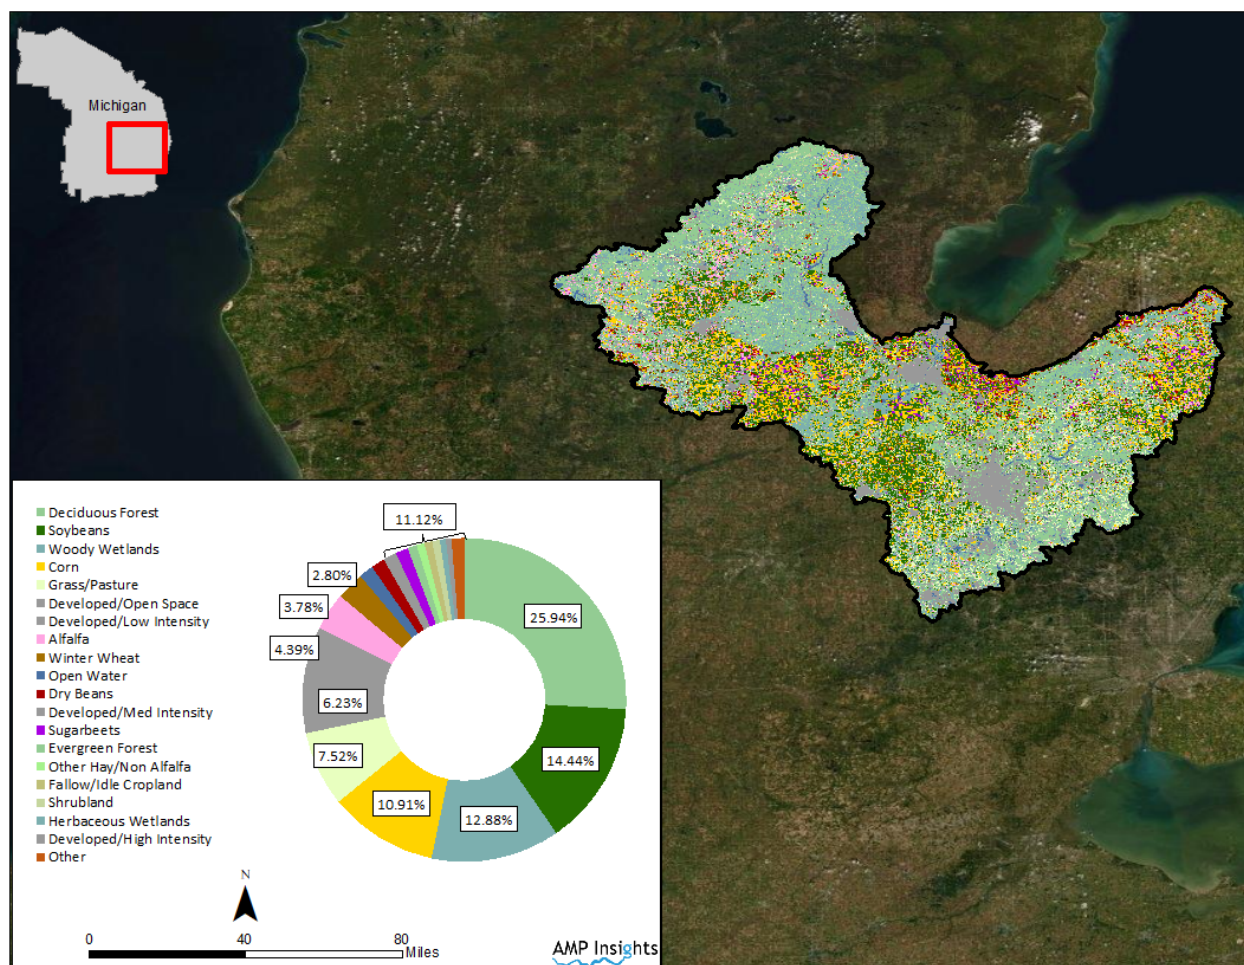 Michigan
Deciduous Forest
Soybeans
Woody Wetlands
Corn
Grass/Pasture
Developed/Open Space
Developed/Low Intensity
Alfalfa
Winter Wheat
Open Water
Dry Beans
Developed/Med Intensity
Sugarbeets
Evergreen Forest
Other Hay/Non Alfalfa
Fallow/Idle Cropland
Shrubland
Herbaceous Wetlands
Developed/High Intensity
Other
11.12%
2.80%
3.78%
4.39%
6.23%
7.52%
10.91%
12.88%
14.44%
25.94%
N
0 40 80 Miles
AMP Insights